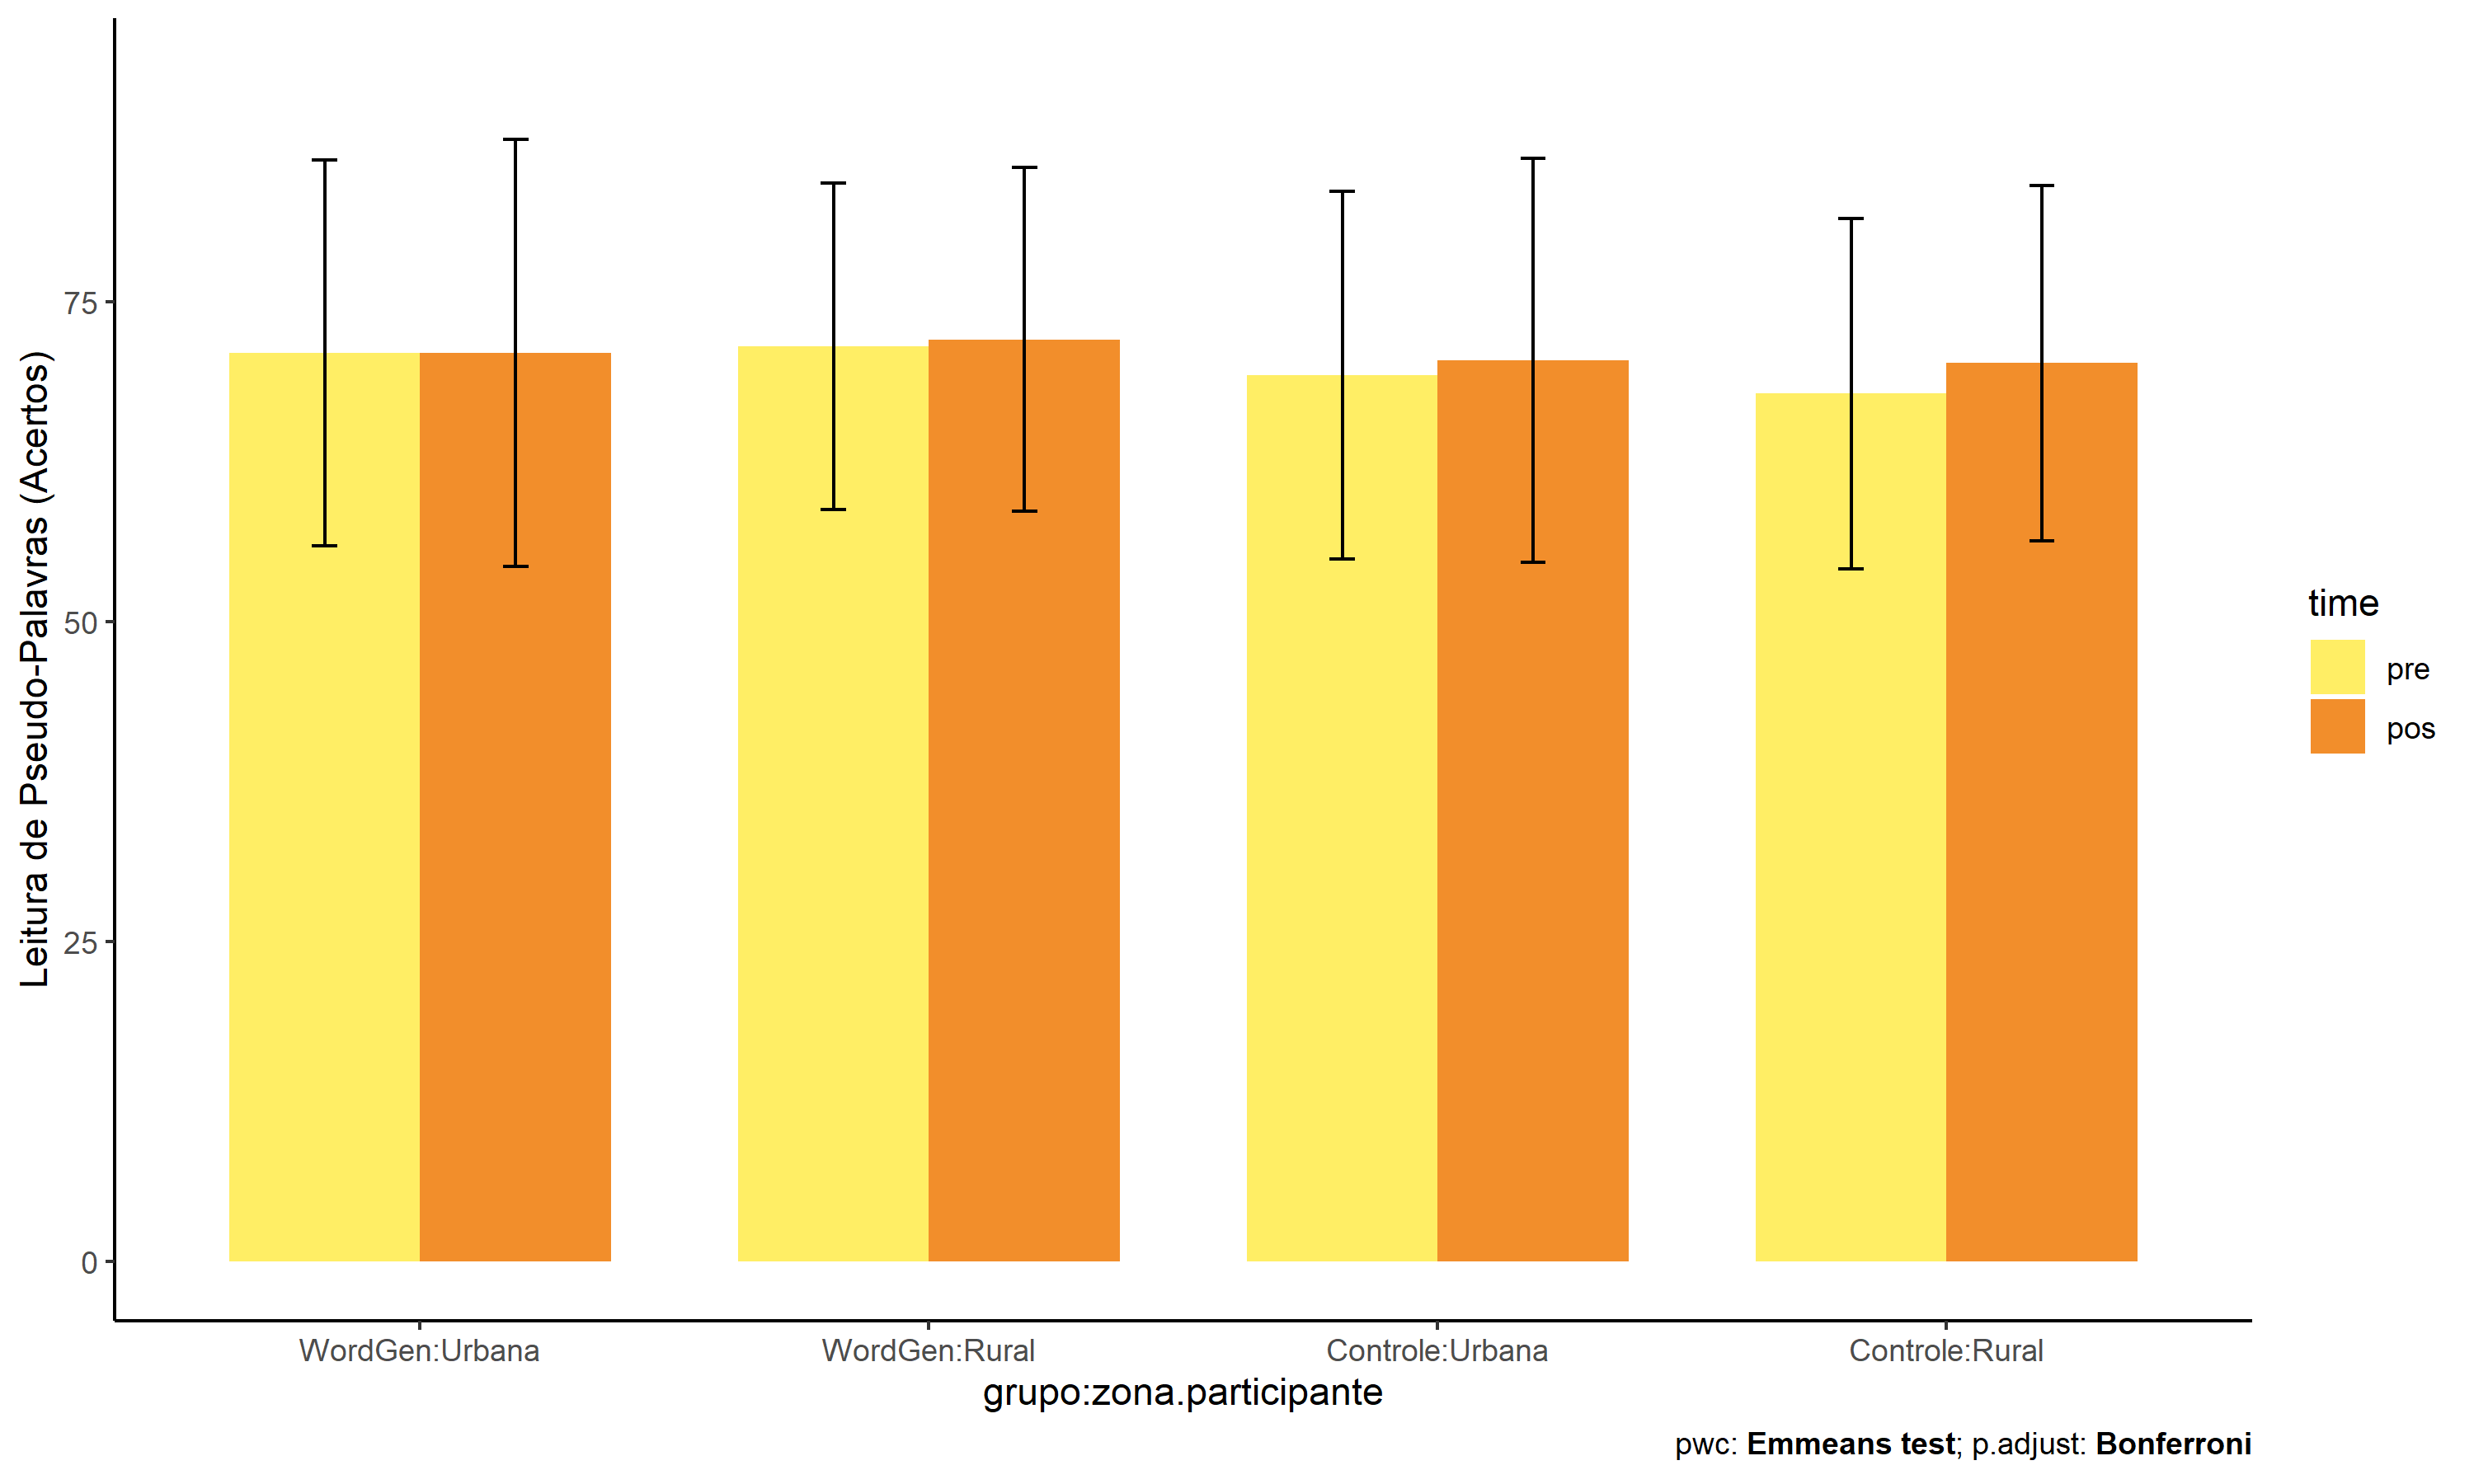 Leitura de Pseudo-Palavras (Acertos)
75
50
25
0
WordGen:Urbana
WordGen:Rural
Controle:Urbana
Controle:Rural
grupo:zona.participante
time
pre
pos
pwc: Emmeans test; p.adjust: Bonferroni